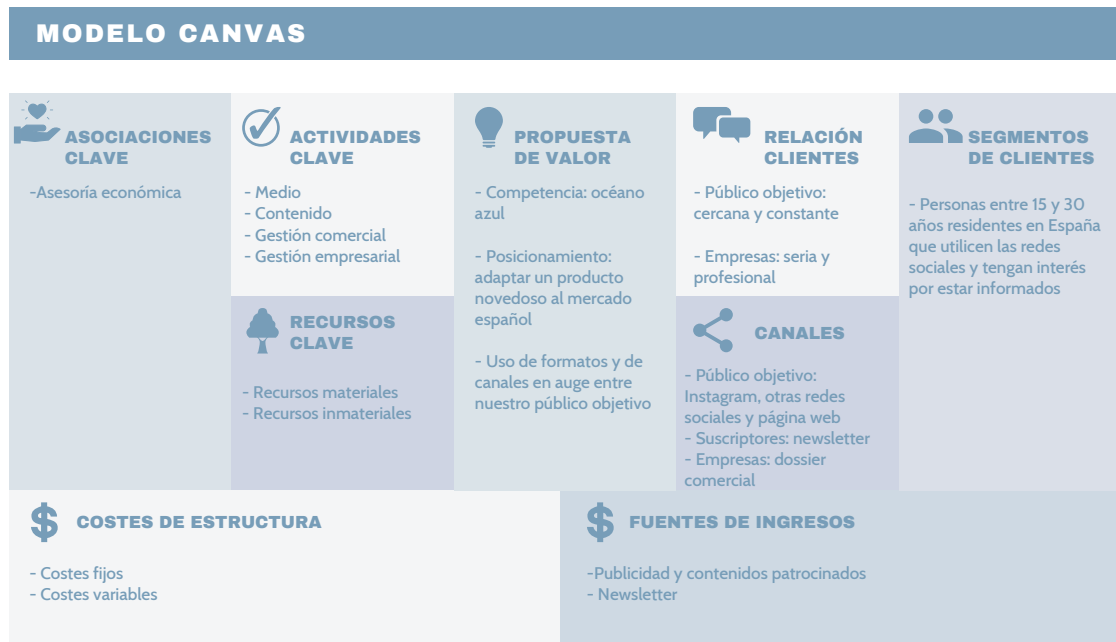 MODELO CANVAS
ASOCIACIONES
CLAVE
-Asesoría económica
ACTIVIDADES
CLAVE
- Medio
- Contenido
- Gestión comercial
- Gestión empresarial
RECURSOS
CLAVE
- Recursos materiales
- Recursos inmateriales
PROPUESTA
DE VALOR
- Competencia: océano
azul
- Posicionamiento:
adaptar un producto
novedoso al mercado
español
- Uso de formatos y de
canales en auge entre
nuestro público objetivo
RELACIÓN
CLIENTES
- Público objetivo:
cercana y constante
- Empresas: seria y
profesional
CANALES
- Público objetivo:
Instagram, otras redes
sociales y página web
- Suscriptores: newsletter
- Empresas: dossier
comercial
SEGMENTOS
DE CLIENTES
- Personas entre 15 y 30
años residentes en España
que utilicen las redes
sociales y tengan interés
por estar informados
$ COSTES DE ESTRUCTURA
- Costes fijos
- Costes variables
$ FUENTES DE INGRESOS
-Publicidad y contenidos patrocinados
- Newsletter